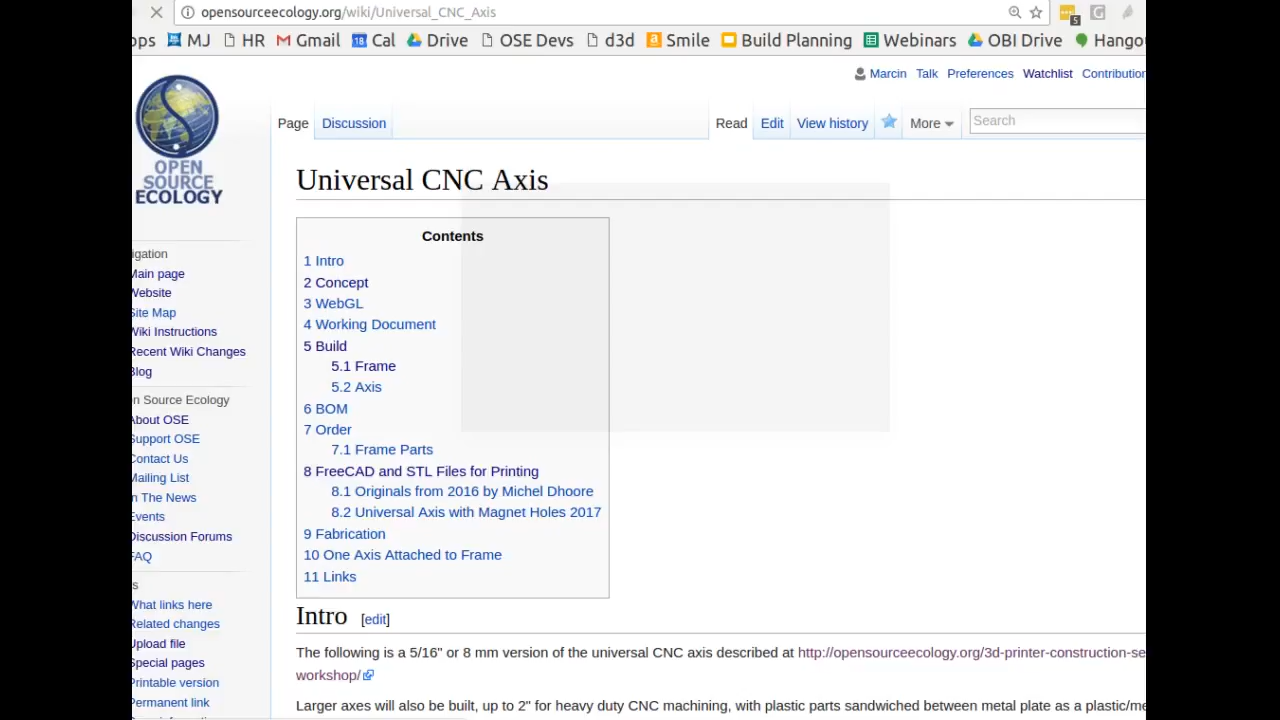 opensourceecology.org/wiki/Universal_CNC_Axis
5
ops MJ HR Gmail 18 Cal Drive OSE Devs d3d Smile Build Planning Webinars OBI Drive Hangou
Marcin Talk Preferences Watchlist Contribution
Page Discussion Read Edit View history More Search
OPEN
SOURCE
ECOLOGY
Universal CNC Axis
Contents
1 Intro
2 Concept
3 WebGL
4 Working Document
5 Build
5.1 Frame
5.2 Axis
6 BOM
7 Order
7.1 Frame Parts
8 FreeCAD and STL Files for Printing
8.1 Originals from 2016 by Michel Dhoore
8.2 Universal Axis with Magnet Holes 2017
9 Fabrication
10 One Axis Attached to Frame
11 Links
igation
Main page
Website
Site Map
Wiki Instructions
Recent Wiki Changes
Blog
n Source Ecology
About OSE
Support OSE
Contact Us
Mailing List
In The News
Events
Discussion Forums
FAQ
s
What links here
Related changes
Upload file
Special pages
Printable version
Permanent link
Intro [edit]
The following is a 5/16" or 8 mm version of the universal CNC axis described at http://opensourceecology.org/3d-printer-construction-se
workshop/
Larger axes will also be built, up to 2" for heavy duty CNC machining, with plastic parts sandwiched between metal plate as a plastic/me